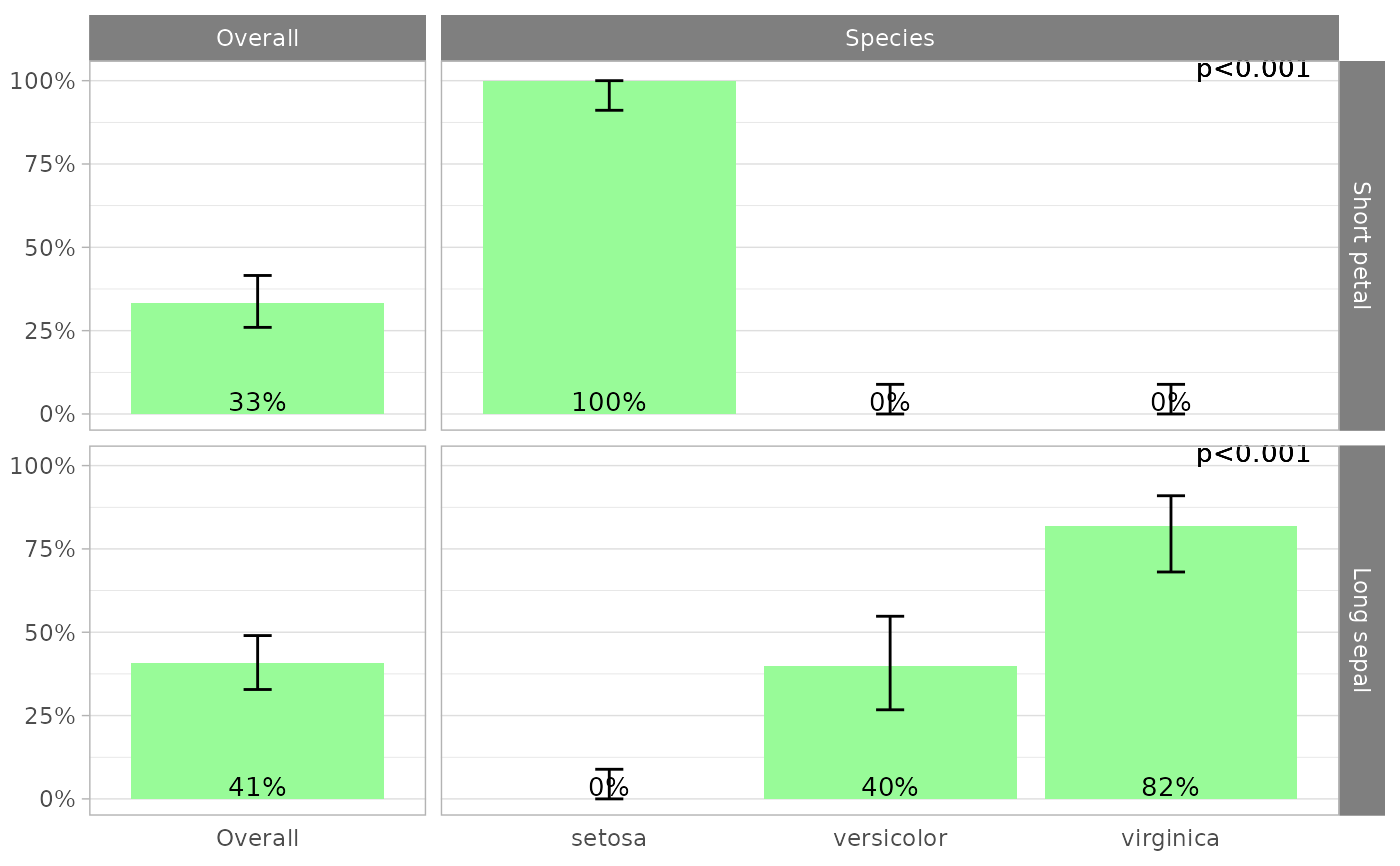 Overall Species
p<0.001
100%
75%
50%
25%
0%
33% 100% 0% 0%
Short petal
p<0.001
100%
75%
50%
25%
0%
41% 0% 40% 82%
Long sepal
Overall setosa versicolor virginica